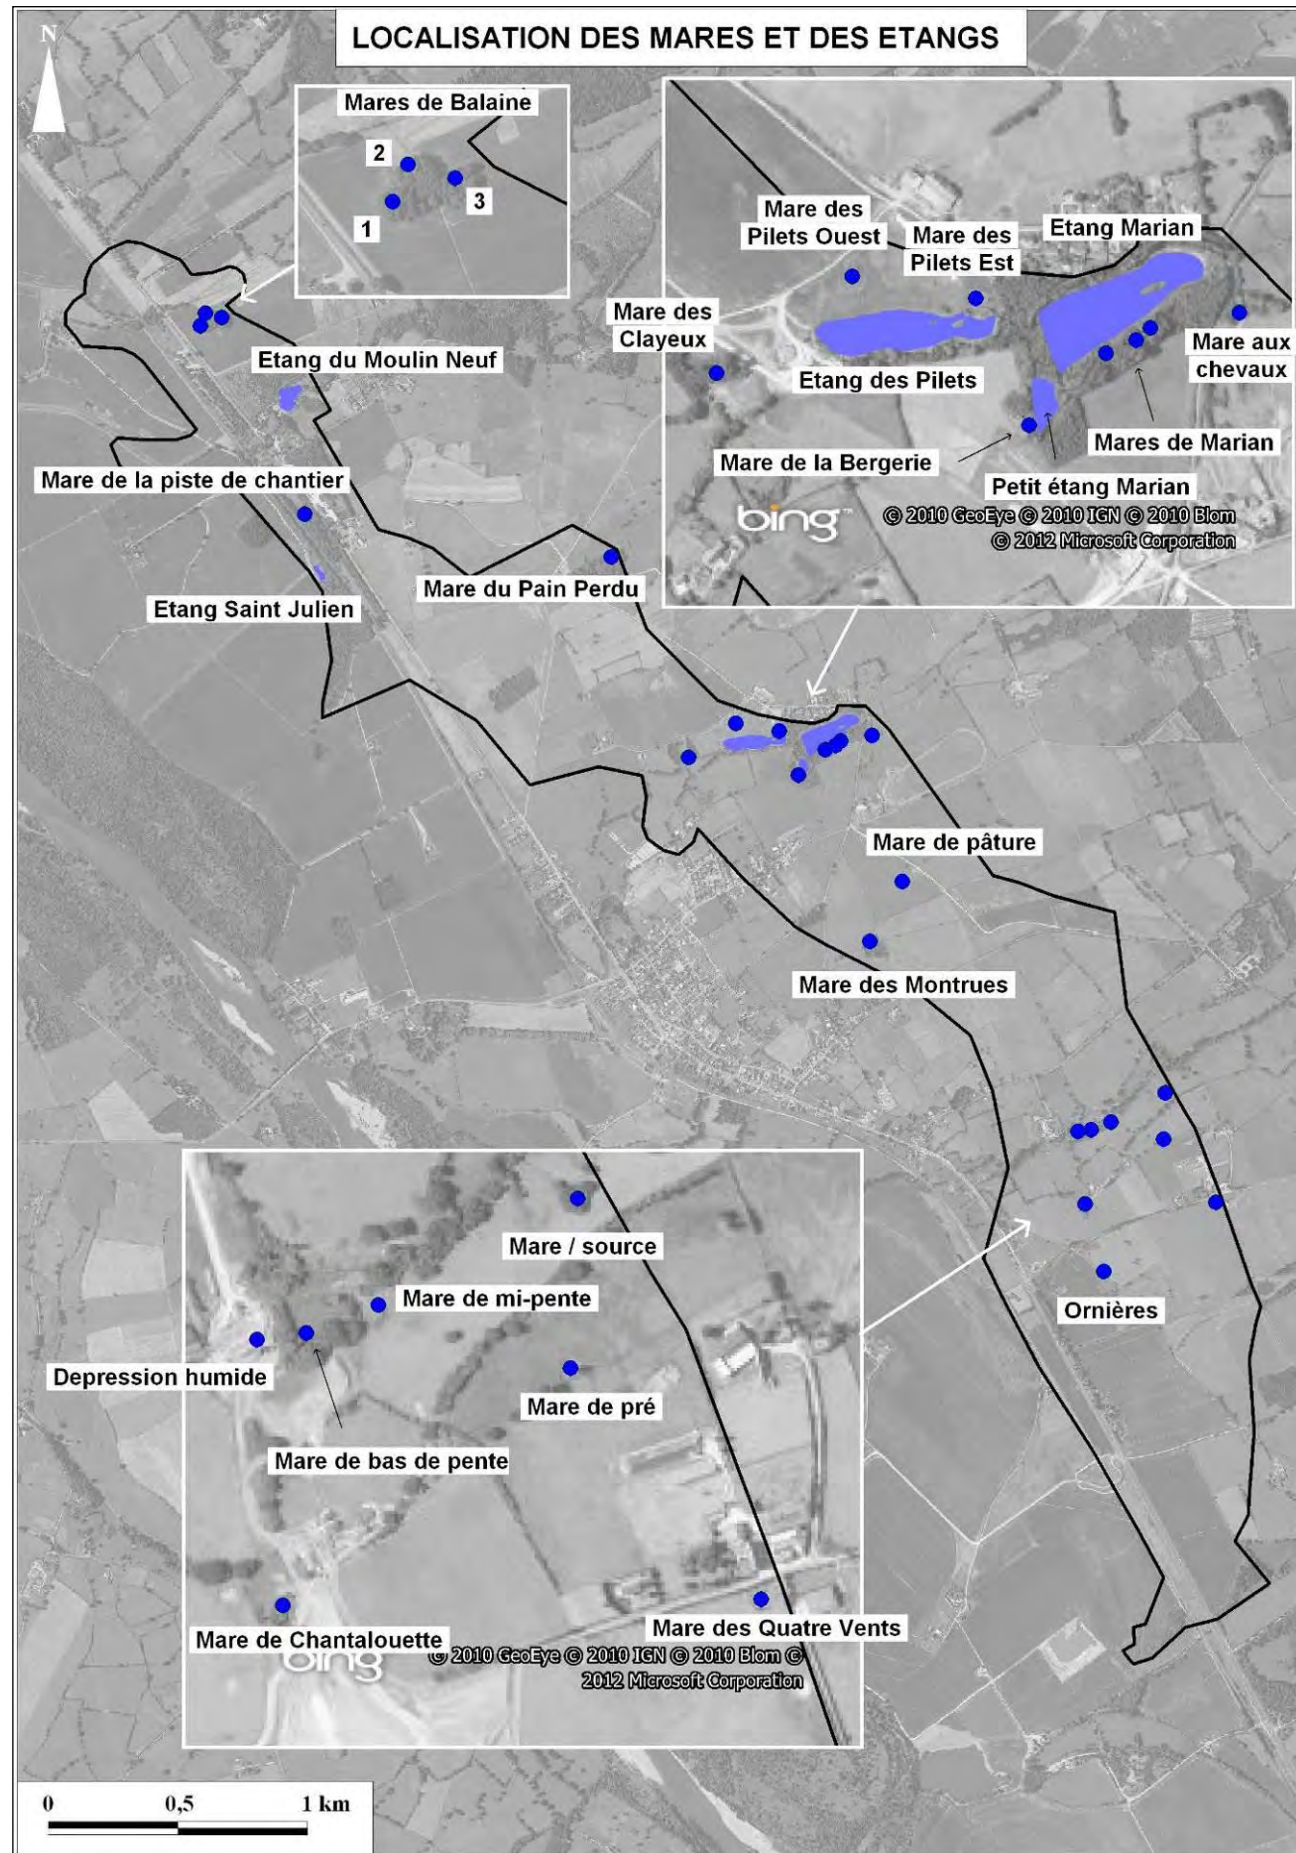 LOCALISATION DES MARES ET DES ETANGS
N
Mares de Balaine
2
3
1
Mare des
Pilets Ouest
Mare des
Pilets Est
Etang Marian
Mare des
Clayeux
Mare aux
chevaux
Etang des Pilets
Mares de Marian
Mare de la Bergerie
Petit étang Marian
bing™
© 2010 GeoEye © 2010 IGN © 2010 Blom
© 2012 Microsoft Corporation
Etang du Moulin Neuf
Mare de la piste de chantier
Mare du Pain Perdu
Etang Saint Julien
Mare de pâture
Mare des Montrues
Mare / source
Mare de mi-pente
Ornières
Depression humide
Mare de pré
Mare de bas de pente
Mare des Quatre Vents
Mare de Chantalouette
bing
© 2010 GeoEye © 2010 IGN © 2010 Blom ©
2012 Microsoft Corporation
0 0,5 1 km